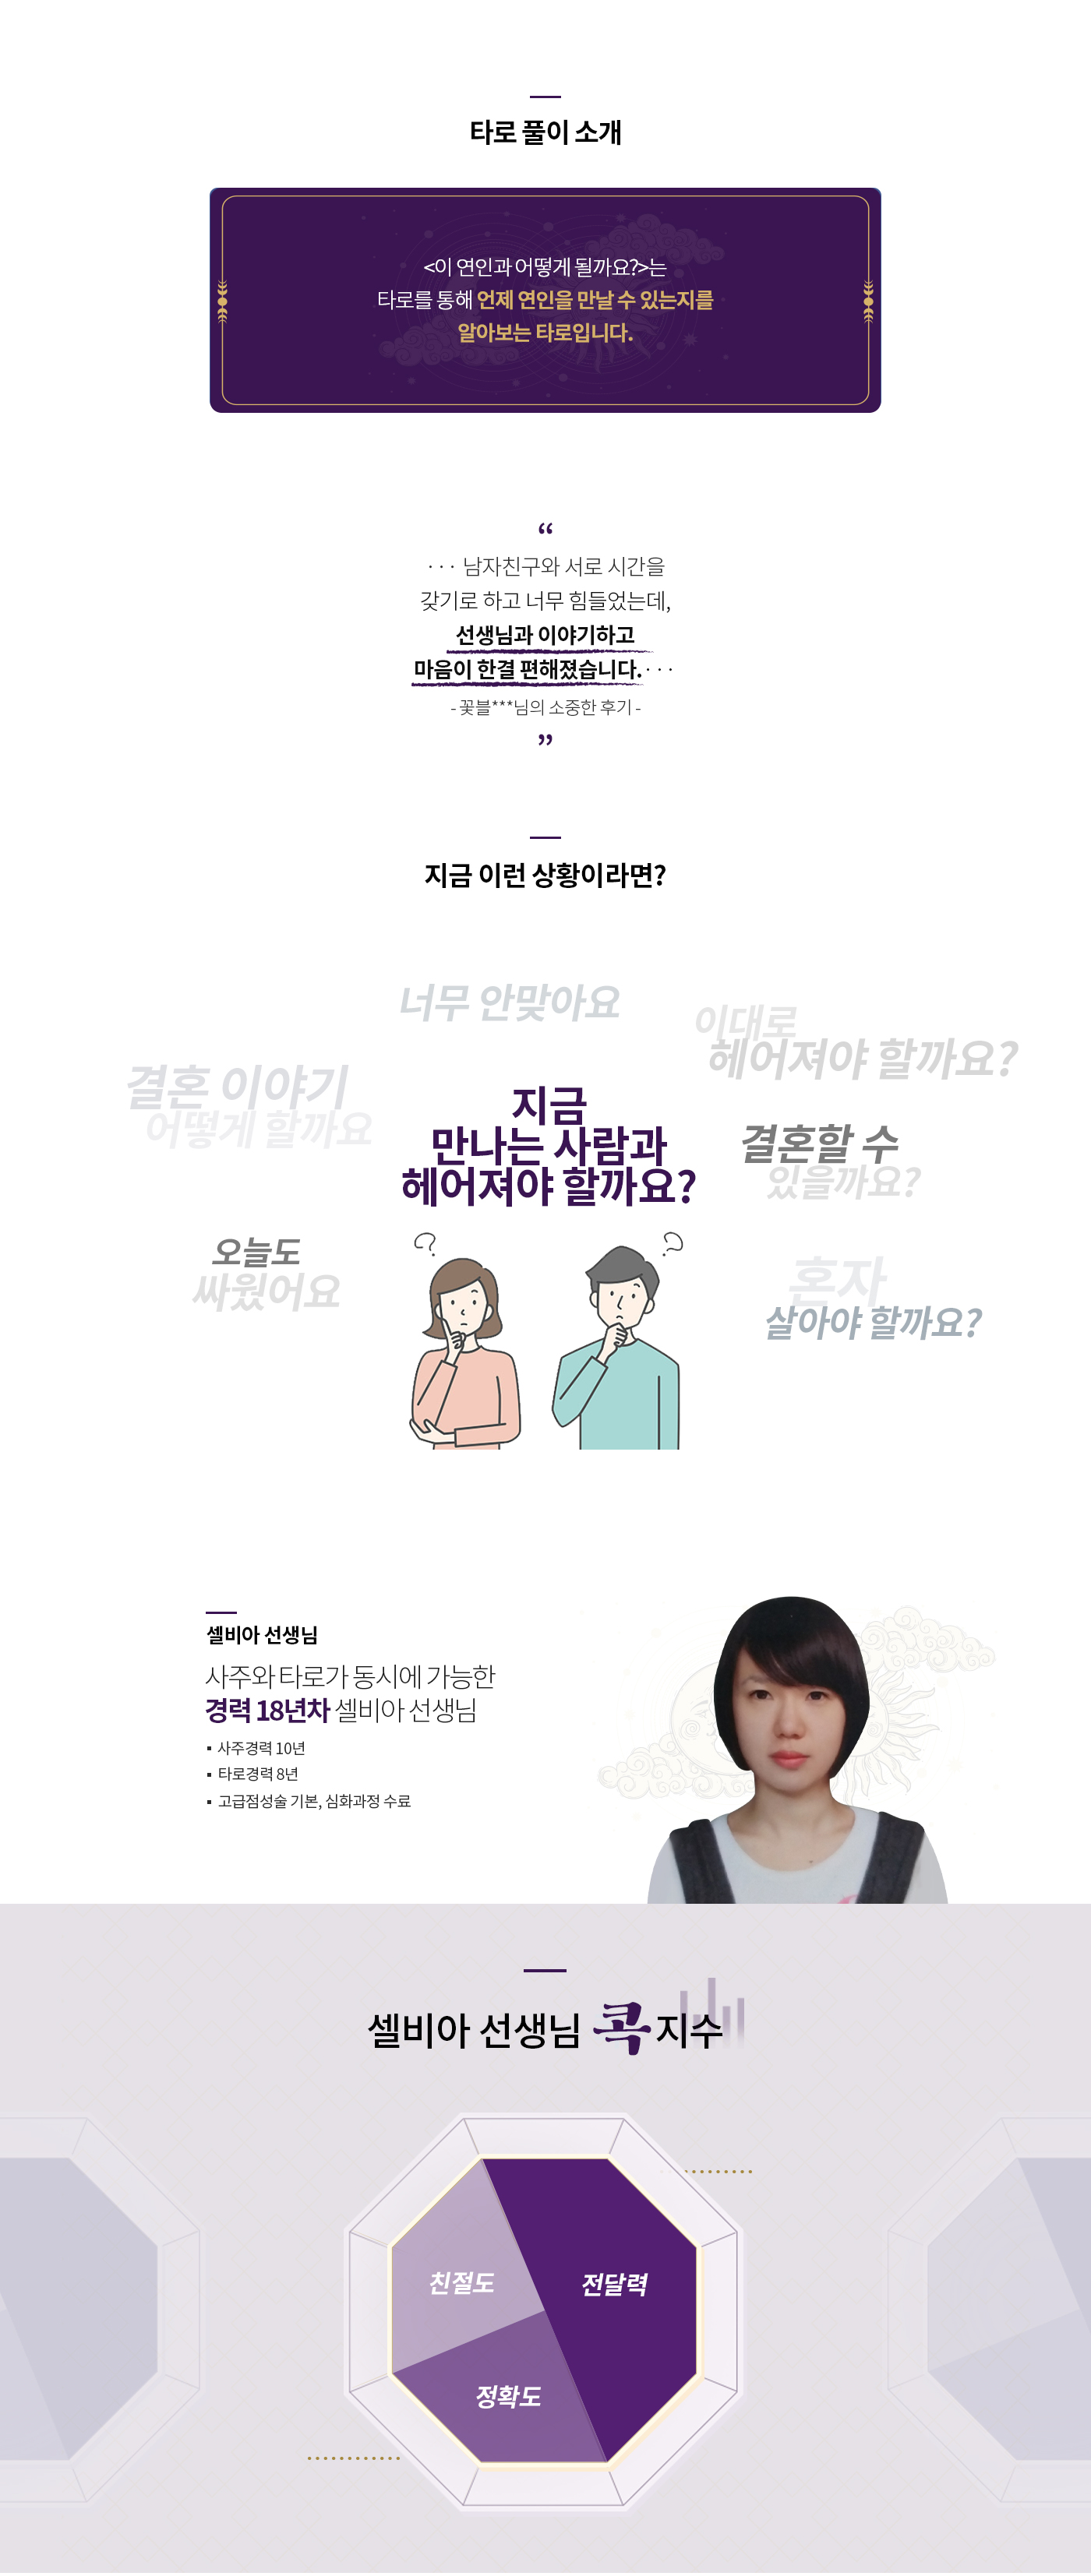 타로 풀이 소개
<이 연인과 어떻게 될까요?>는
타로를 통해 언제 연인을 만날 수 있는지를
알아보는 타로입니다.
“
··· 남자친구와 서로 시간을
갖기로 하고 너무 힘들었는데,
선생님과 이야기하고
마음이 한결 편해졌습니다.···
- 꽃블***님의 소중한 후기 -
”
지금 이런 상황이라면?
너무 안맞아요
이대로
헤어져야 할까요?
결혼 이야기
어떻게 할까요
지금
만나는 사람과
헤어져야 할까요?
결혼할 수
있을까요?
오늘도
싸웠어요
혼자
살아야 할까요?
셀비아 선생님
사주와 타로가 동시에 가능한
경력 18년차 셀비아 선생님
▪ 사주경력 10년
▪ 타로경력 8년
▪ 고급점성술 기본, 심화과정 수료
셀비아 선생님 콕 지수
친절도
전달력
정확도